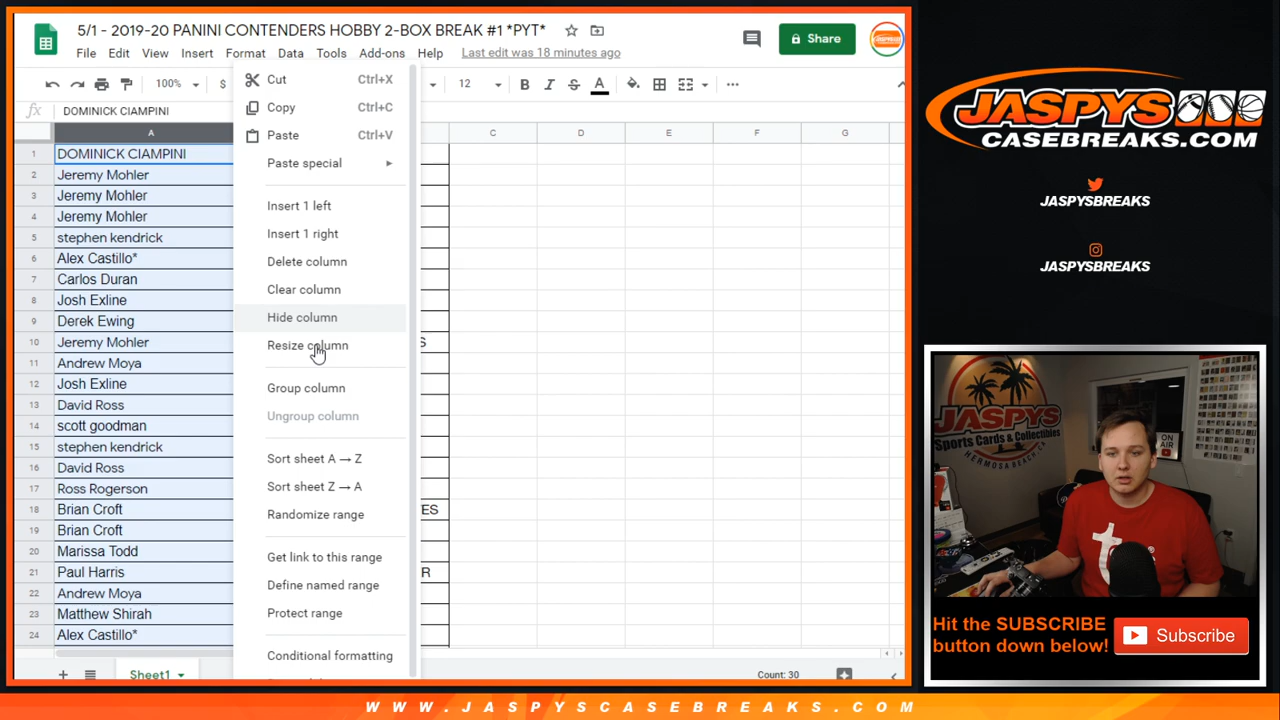 5/1 - 2019-20 PANINI CONTENDERS HOBBY 2-BOX BREAK #1 *PYT*
File Edit View Insert Format Data Tools Add-ons Help Last edit was 18 minutes ago
Share
100% $ 12 B I S A
fx DOMINICK CIAMPINI
A C D E F G
1 DOMINICK CIAMPINI
2 Jeremy Mohler
3 Jeremy Mohler
4 Jeremy Mohler
5 stephen kendrick
6 Alex Castillo*
7 Carlos Duran
8 Josh Exline
9 Derek Ewing
10 Jeremy Mohler S
11 Andrew Moya
12 Josh Exline
13 David Ross
14 scott goodman
15 stephen kendrick
16 David Ross
17 Ross Rogerson
18 Brian Croft ES
19 Brian Croft
20 Marissa Todd
21 Paul Harris R
22 Andrew Moya
23 Matthew Shirah
24 Alex Castillo*
Cut Ctrl+X
Copy Ctrl+C
Paste Ctrl+V
Paste special
Insert 1 left
Insert 1 right
Delete column
Clear column
Hide column
Resize column
Group column
Ungroup column
Sort sheet A → Z
Sort sheet Z → A
Randomize range
Get link to this range
Define named range
Protect range
Conditional formatting
Sheet1
Count: 30
JASPYS
CASEBREAKS.COM
JASPYSBREAKS
JASPYSBREAKS
JASPYS
Sports Cards & Collectibles
HERMOSA BEACH, CA
ON
AIR
t
Hit the SUBSCRIBE
button down below!
Subscribe
WWW.JASPYSCASEBREAKS.COM